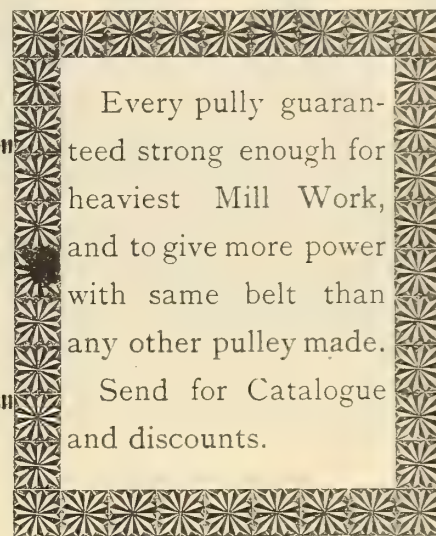 Every pully guaran-
teed strong enough for
heaviest Mill Work,
and to give more power
with same belt than
any other pulley made.
Send for Catalogue
and discounts.